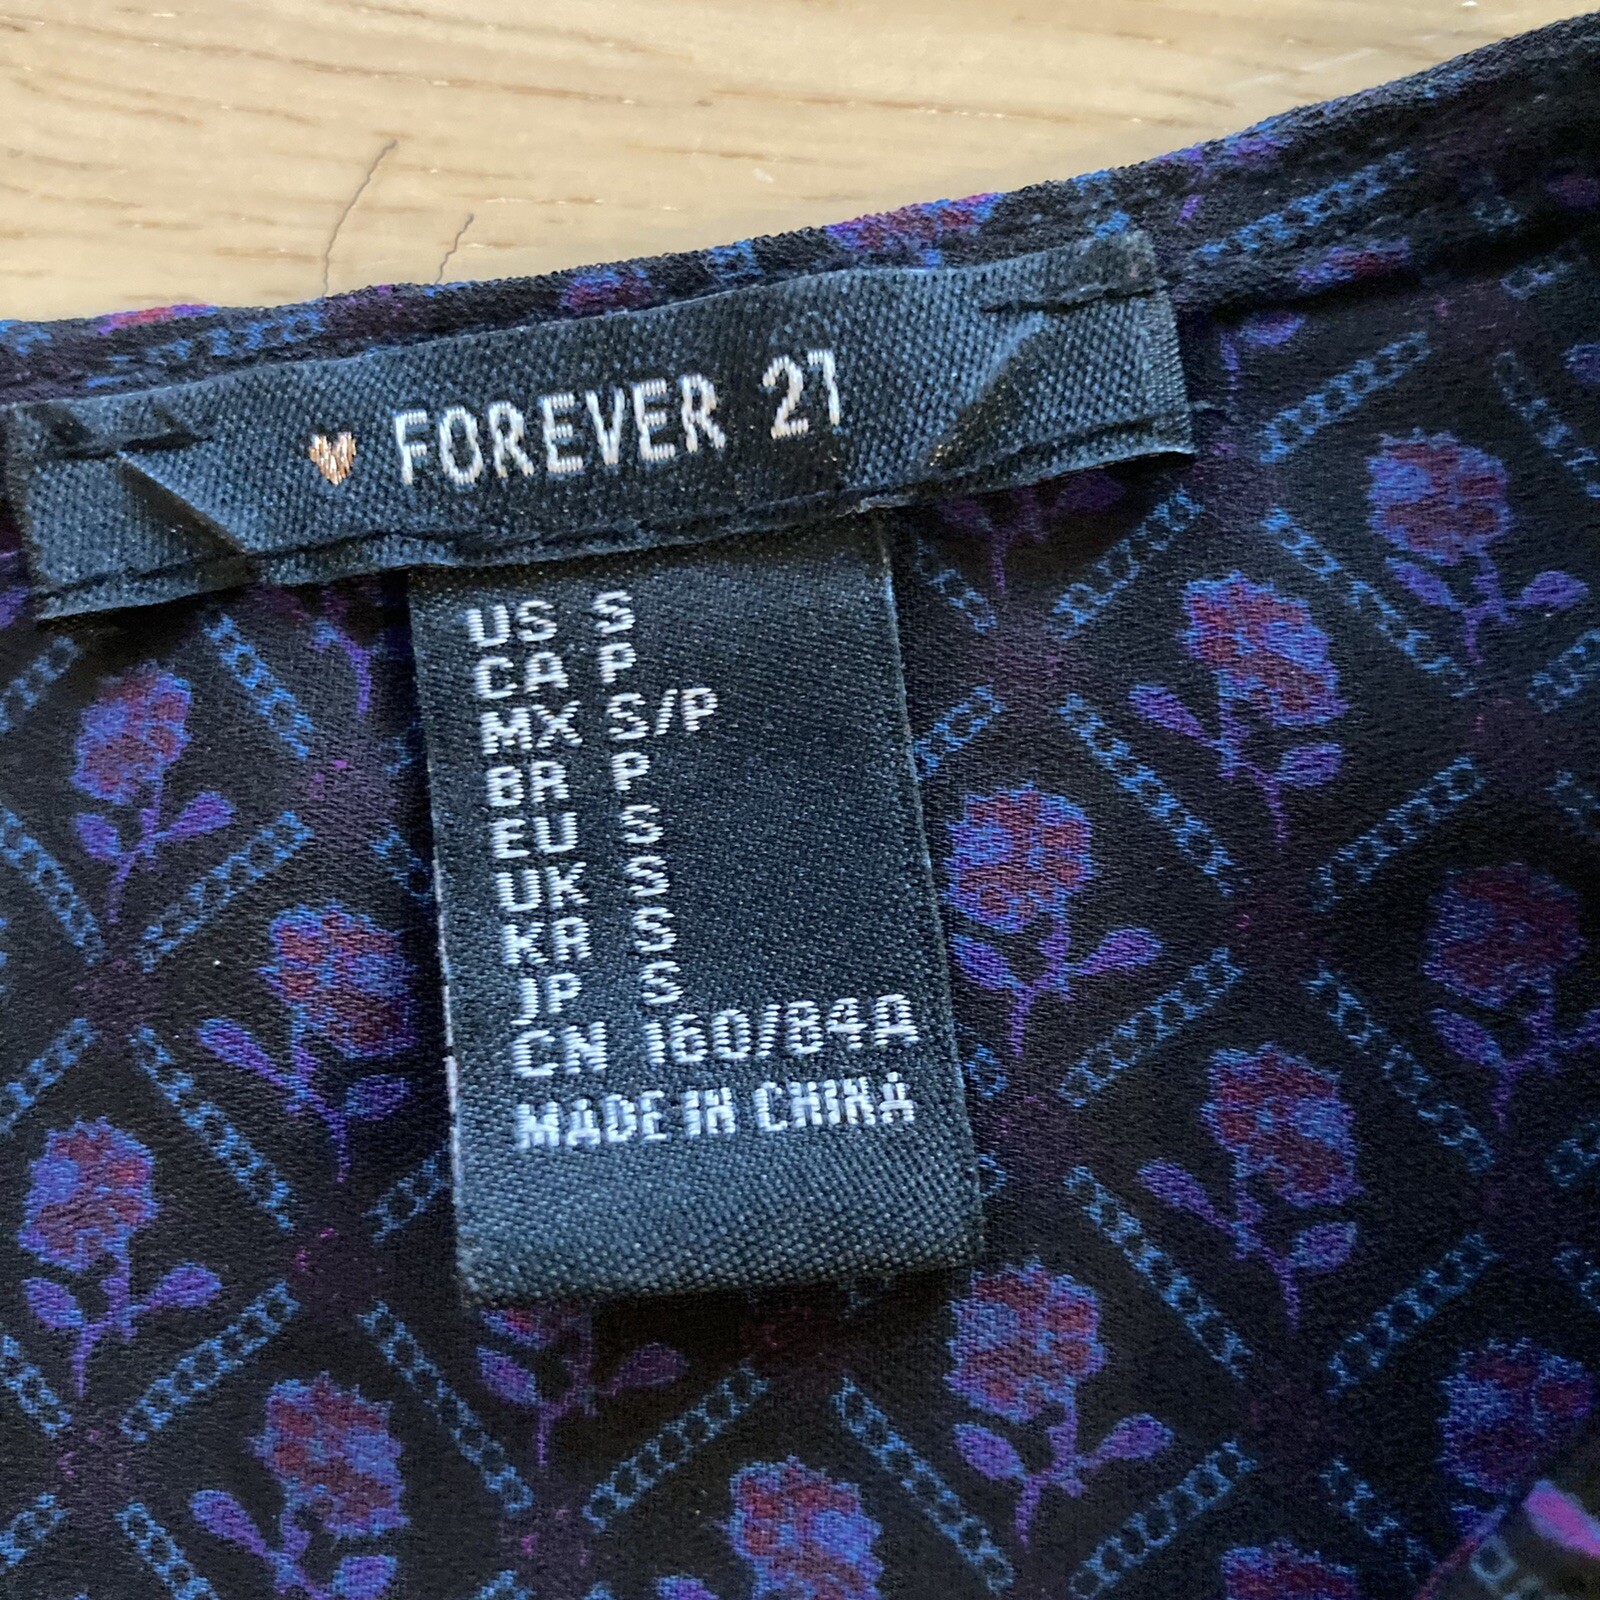 FOREVER 21
US S
CA P
MX S/P
BR P
EU S
UK S
KR S
JP S
CN 160/84A
MADE IN CHINA